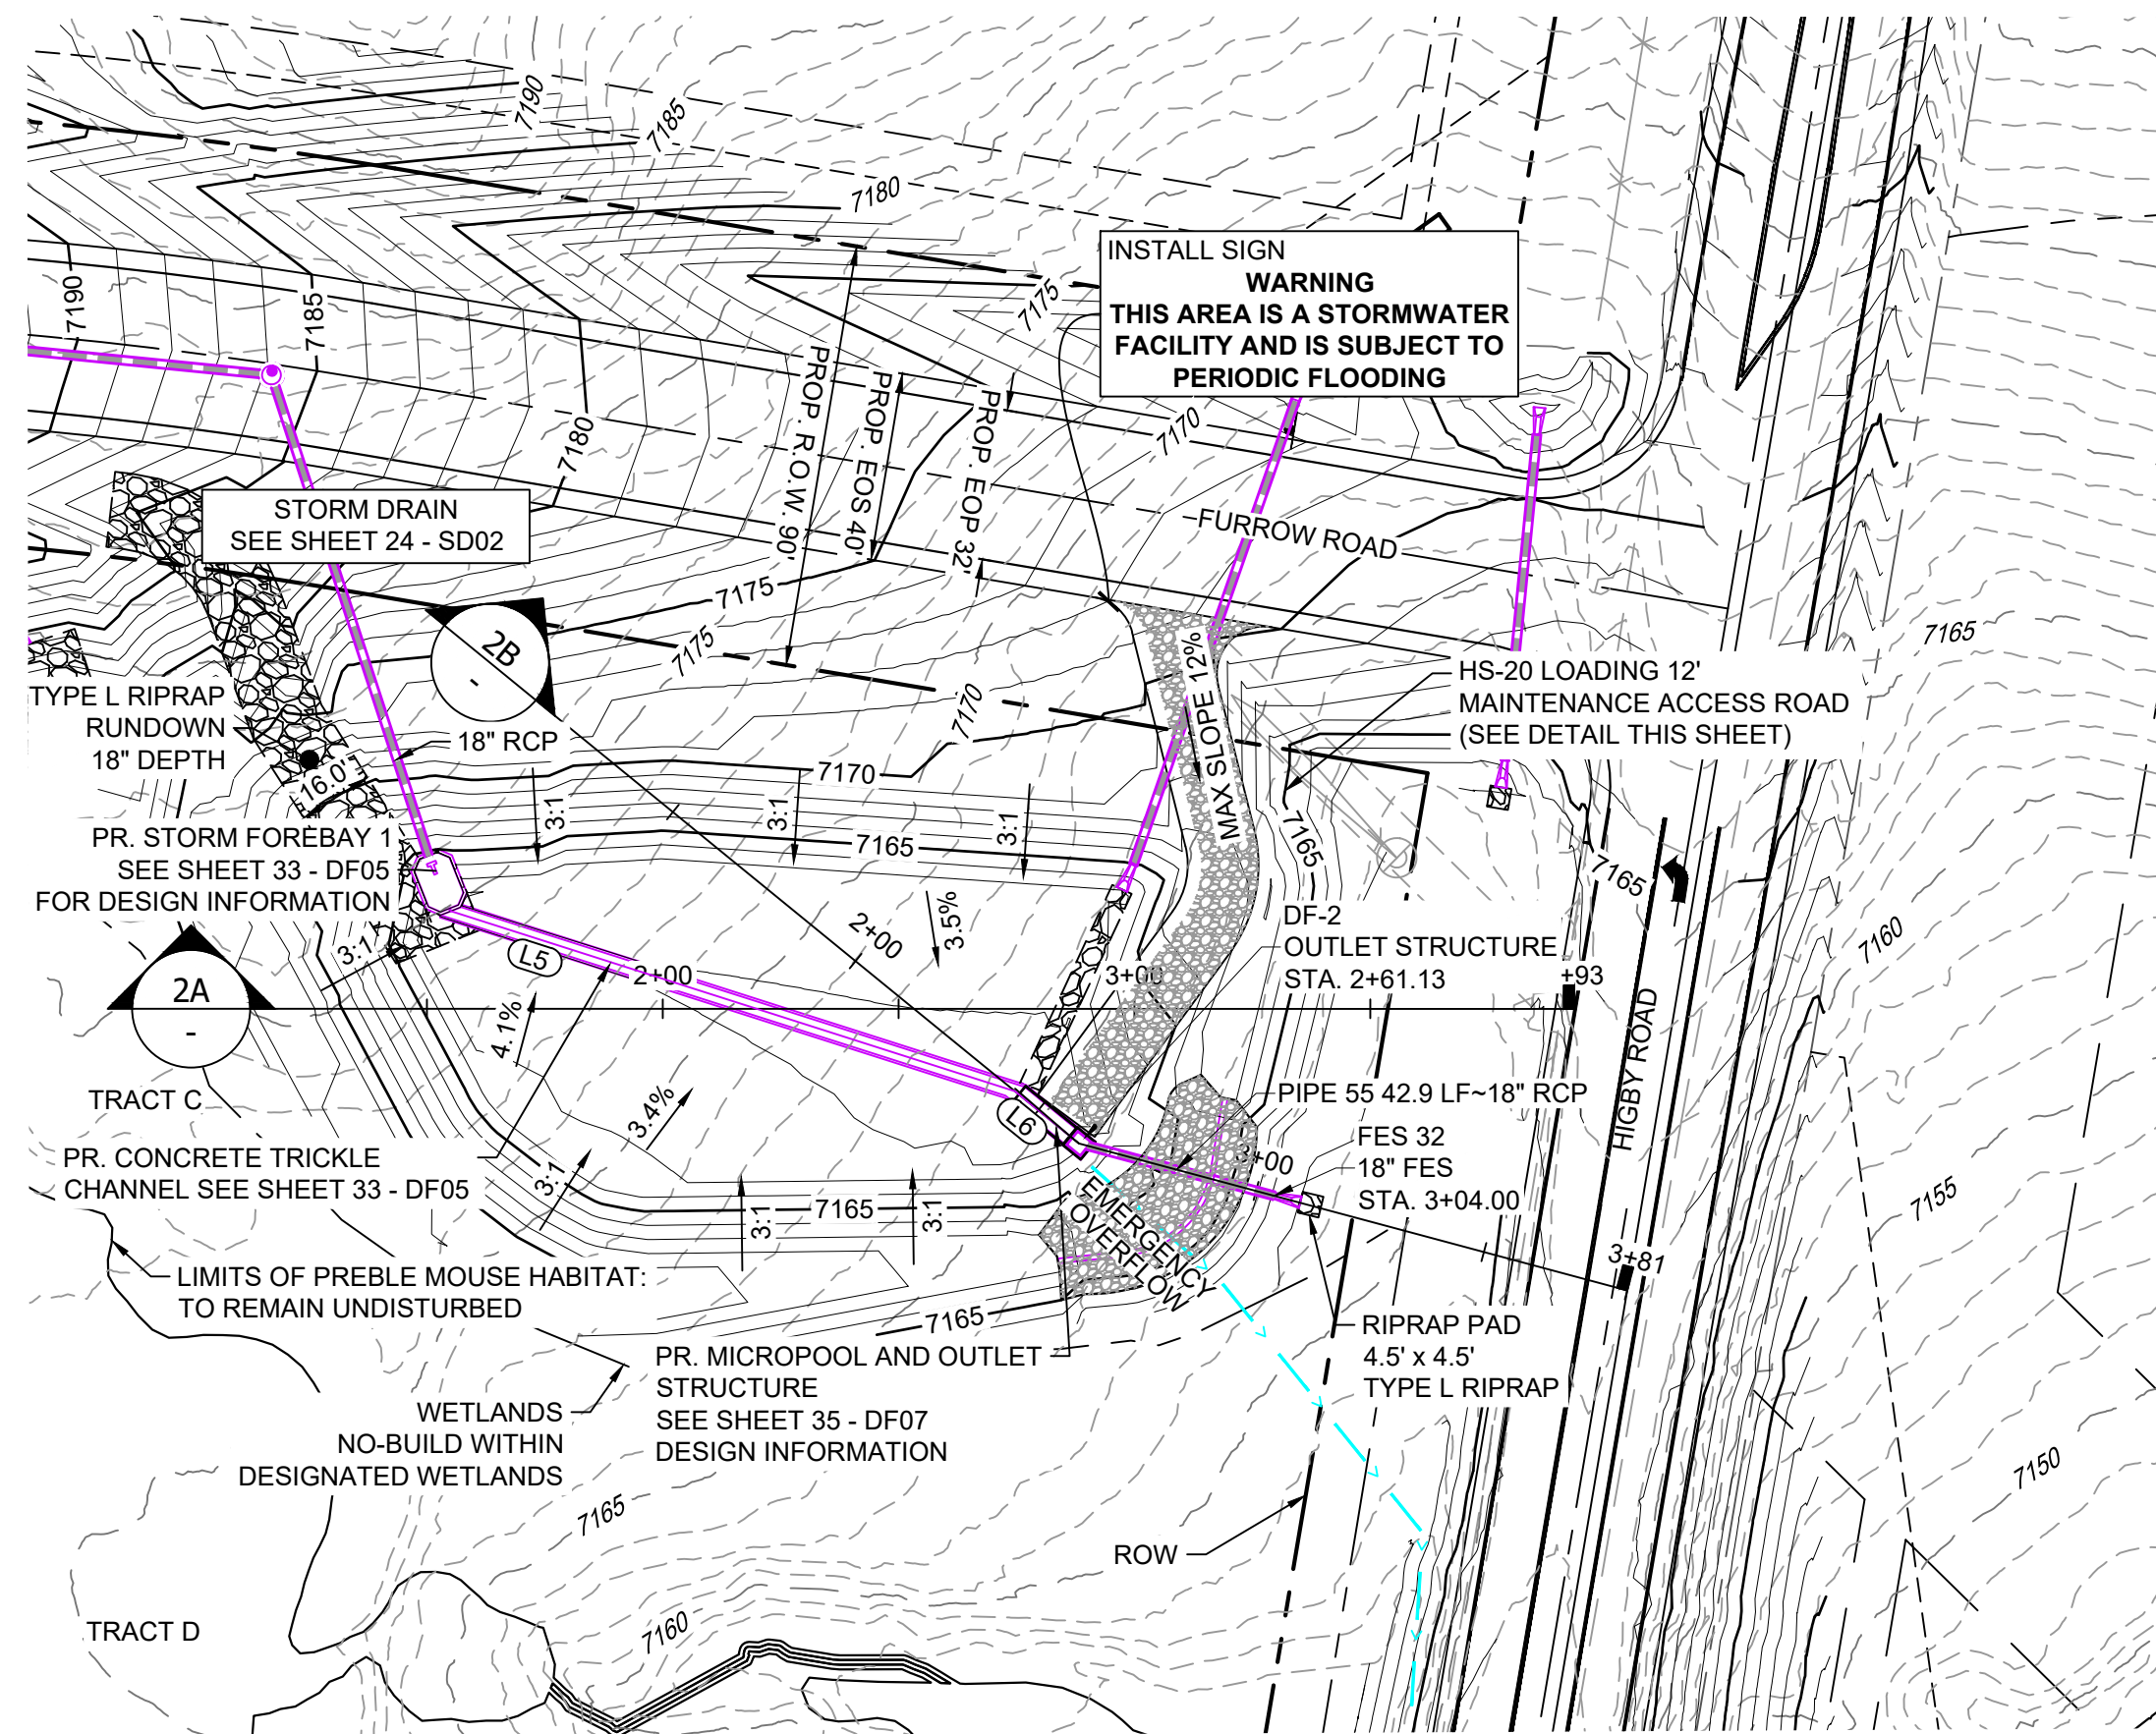 7190
7185
7180
7175
INSTALL SIGN
WARNING
THIS AREA IS A STORMWATER
FACILITY AND IS SUBJECT TO
PERIODIC FLOODING
7190
7185
7180
7170
PROP. R.O.W. 90'
PROP. EOS 40'
PROP. EOP 32'
FURROW ROAD
STORM DRAIN
SEE SHEET 24 - SD02
7175
7175
7170
2B
-
TYPE L RIPRAP
RUNDOWN
18" DEPTH
16.0'
18" RCP
7165
HS-20 LOADING 12'
MAINTENANCE ACCESS ROAD
(SEE DETAIL THIS SHEET)
MAX SLOPE 12%
7170
3:1
3:1
3:1
7165
7165
7165
PR. STORM FOREBAY 1
SEE SHEET 33 - DF05
FOR DESIGN INFORMATION
3:1
L5
2+00
2+00
3.5%
3+00
DF-2
OUTLET STRUCTURE
STA. 2+61.13
+93
7160
2A
-
4.1%
3.4%
HIGBY ROAD
TRACT C
L6
PIPE 55 42.9 LF~18" RCP
FES 32
18" FES
STA. 3+04.00
+00
PR. CONCRETE TRICKLE
CHANNEL SEE SHEET 33 - DF05
3:1
3:1
7165
3:1
EMERGENCY
OVERFLOW
7155
3+81
LIMITS OF PREBLE MOUSE HABITAT:
TO REMAIN UNDISTURBED
7165
RIPRAP PAD
4.5' x 4.5'
TYPE L RIPRAP
PR. MICROPOOL AND OUTLET
STRUCTURE
SEE SHEET 35 - DF07
DESIGN INFORMATION
WETLANDS
NO-BUILD WITHIN
DESIGNATED WETLANDS
7150
7165
ROW
TRACT D
7160